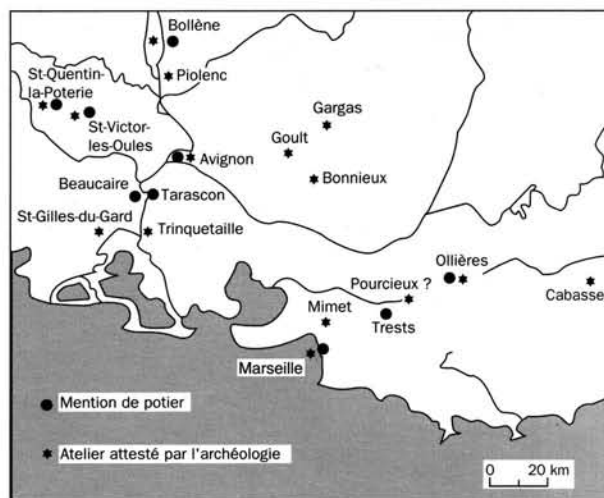 Bollène
Piolenc
St-Quentin-
la-Poterie
St-Victor-
les-Oules
Gargas
Goult
Avignon
Bonnieux
Beaucaire
Tarascon
St-Gilles-du-Gard
Trinquetaille
Ollières
Pourcieux ?
Cabasse
Mimet
Trests
Marseille
Mention de potier
Atelier attesté par l'archéologie
0 20 km